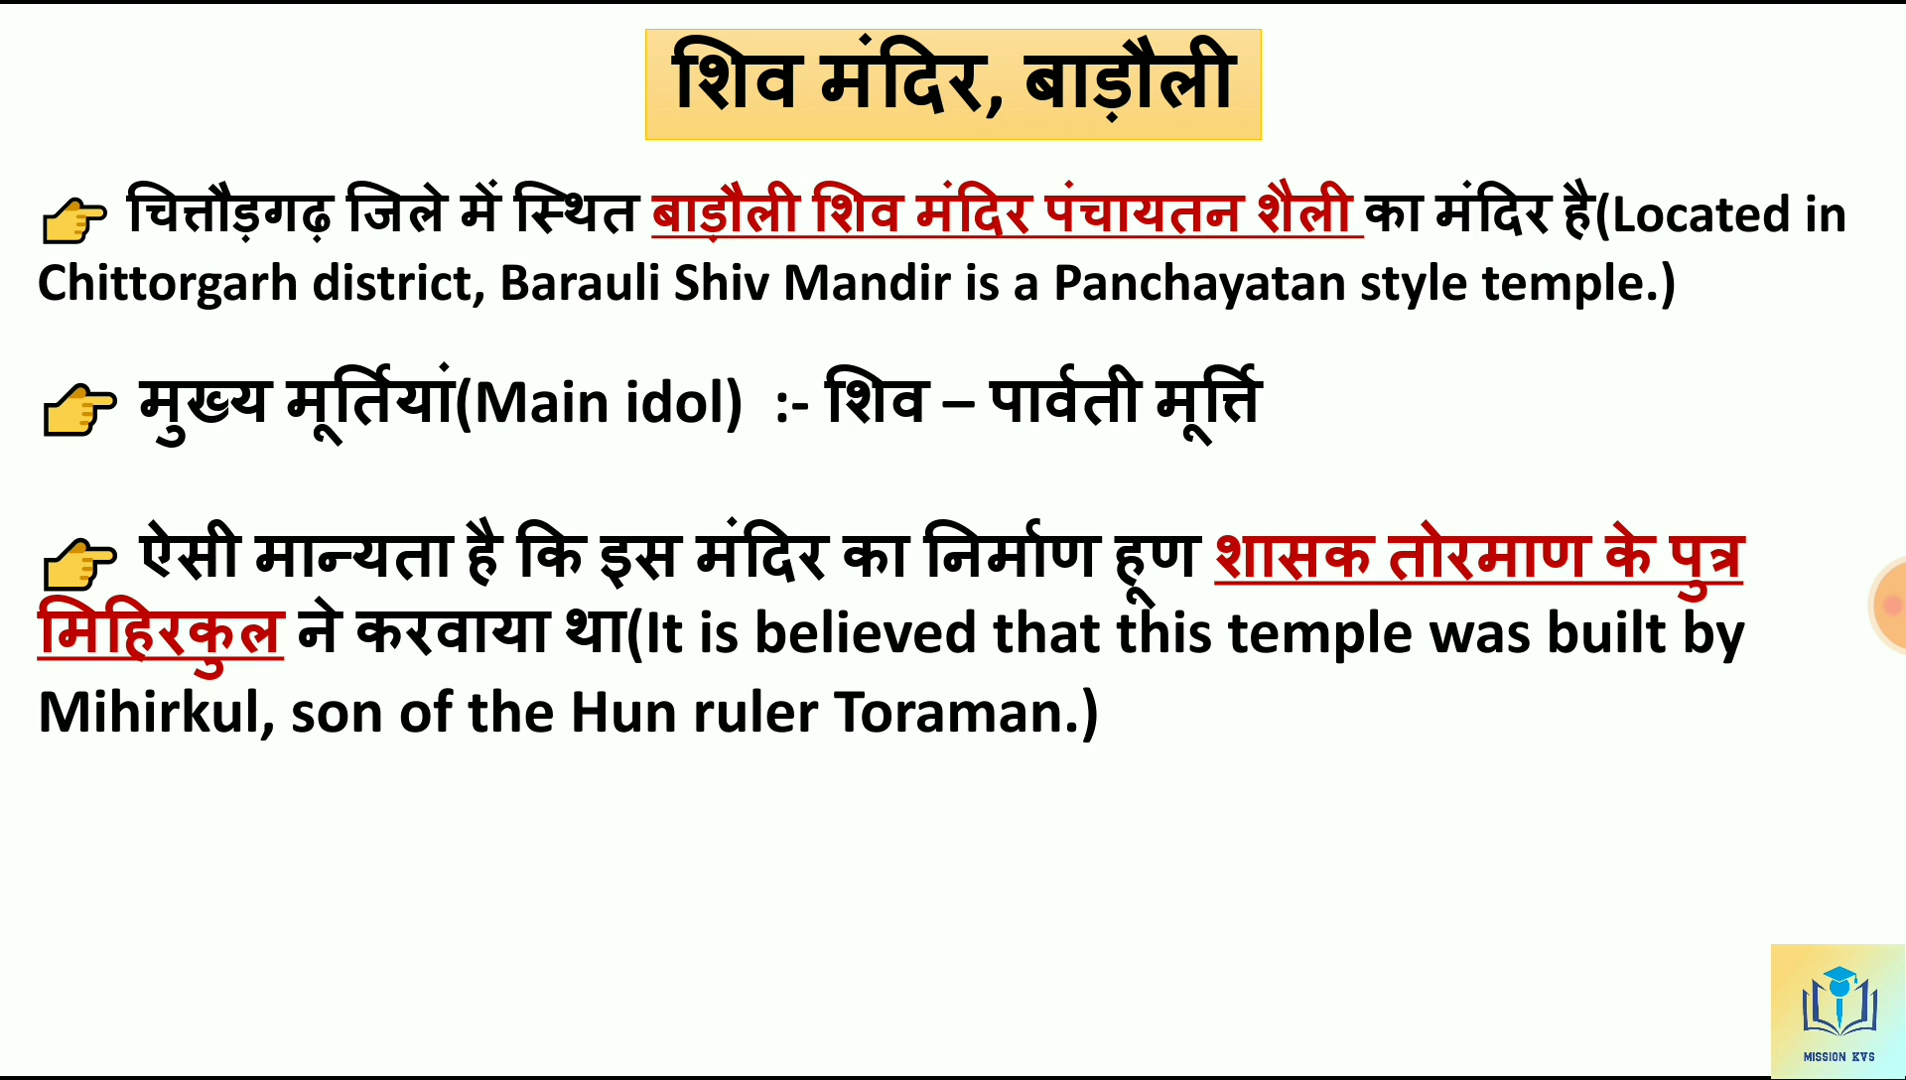 शिव मंदिर, बाड़ौली
👉 चित्तौड़गढ़ जिले में स्थित बाड़ौली शिव मंदिर पंचायतन शैली का मंदिर है(Located in
Chittorgarh district, Barauli Shiv Mandir is a Panchayatan style temple.)
👉 मुख्य मूर्तियां(Main idol) :- शिव – पार्वती मूर्त्ति
👉 ऐसी मान्यता है कि इस मंदिर का निर्माण हूण शासक तोरमाण के पुत्र
मिहिरकुल ने करवाया था(It is believed that this temple was built by
Mihirkul, son of the Hun ruler Toraman.)
MISSION KVS